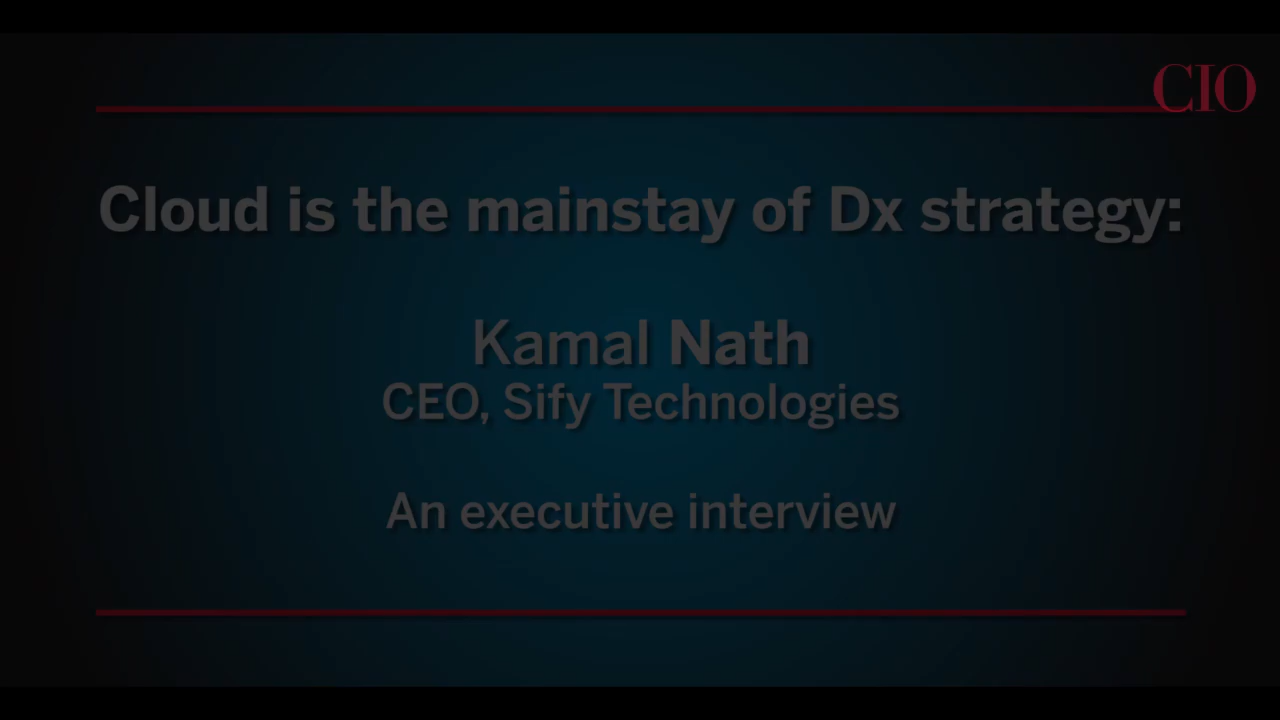 CIO
Cloud is the mainstay of Dx strategy:
Kamal Nath
CEO, Sify Technologies
An executive interview